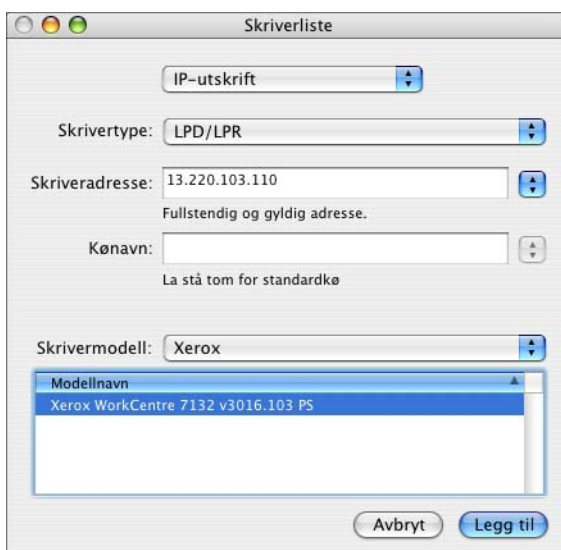 Skriverliste
IP-utskrift
Skrivertype: LPD/LPR
Skriveradresse: 13.220.103.110
Fullstendig og gyldig adresse.
Kønavn:
La stå tom for standardkø
Skrivermodell: Xerox
Modellnavn
Xerox WorkCentre 7132 v3016.103 PS
Avbryt Legg til